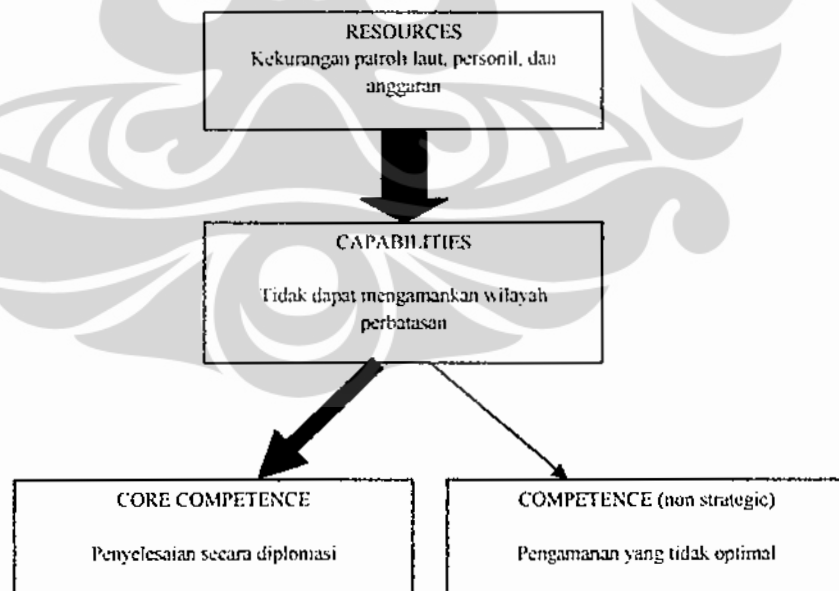 RESOURCES
Kekurangan patroli laut, personil, dan
anggaran
CAPABILITIES
Tidak dapat mengamankan wilayah
perbatasan
CORE COMPETENCE
Penyelesaian secara diplomasi
COMPETENCE (non strategic)
Pengamanan yang tidak optimal